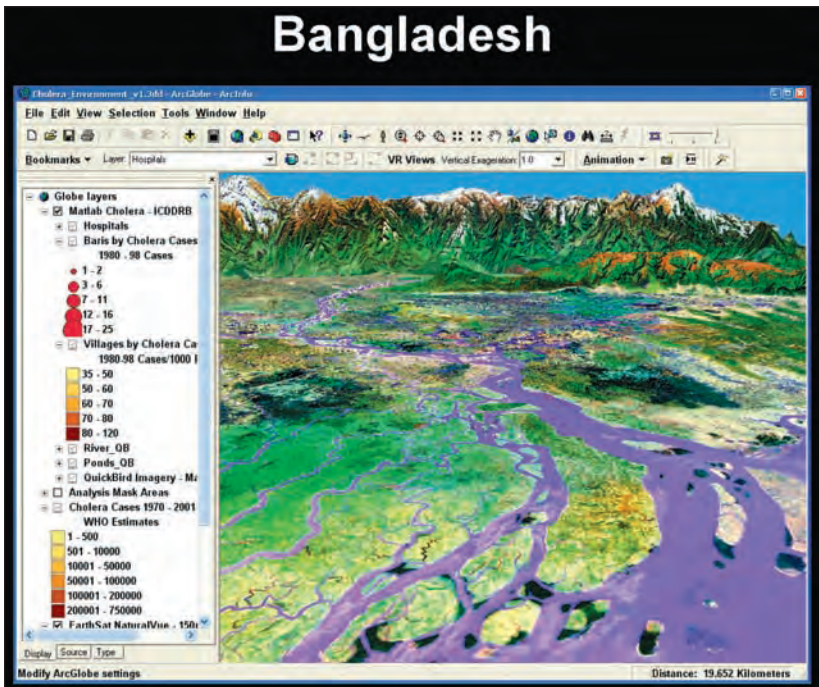 Bangladesh
Cholera_Environment_v1.3dd - ArcGlobe - ArcInfo
File Edit View Selection Tools Window Help
Bookmarks Layer: Hospitals VR Views Vertical Exageration: 1.0 Animation
Globe layers
Matlab Cholera - ICDDRB
Hospitals
Baris by Cholera Cases
1980 - 98 Cases
1 - 2
3 - 6
7 - 11
12 - 16
17 - 25
Villages by Cholera Ca
1980-98 Cases/1000
35 - 50
50 - 60
60 - 70
70 - 80
80 - 120
River_QB
Ponds_QB
QuickBird Imagery - Ma
Analysis Mask Areas
Cholera Cases 1970 - 2001
WHO Estimates
1 - 500
501 - 10000
10001 - 50000
50001 - 100000
100001 - 200000
200001 - 750000
EarthSat NaturalVue - 150
Display Source Type
Modify ArcGlobe settings Distance: 19.652 Kilometers